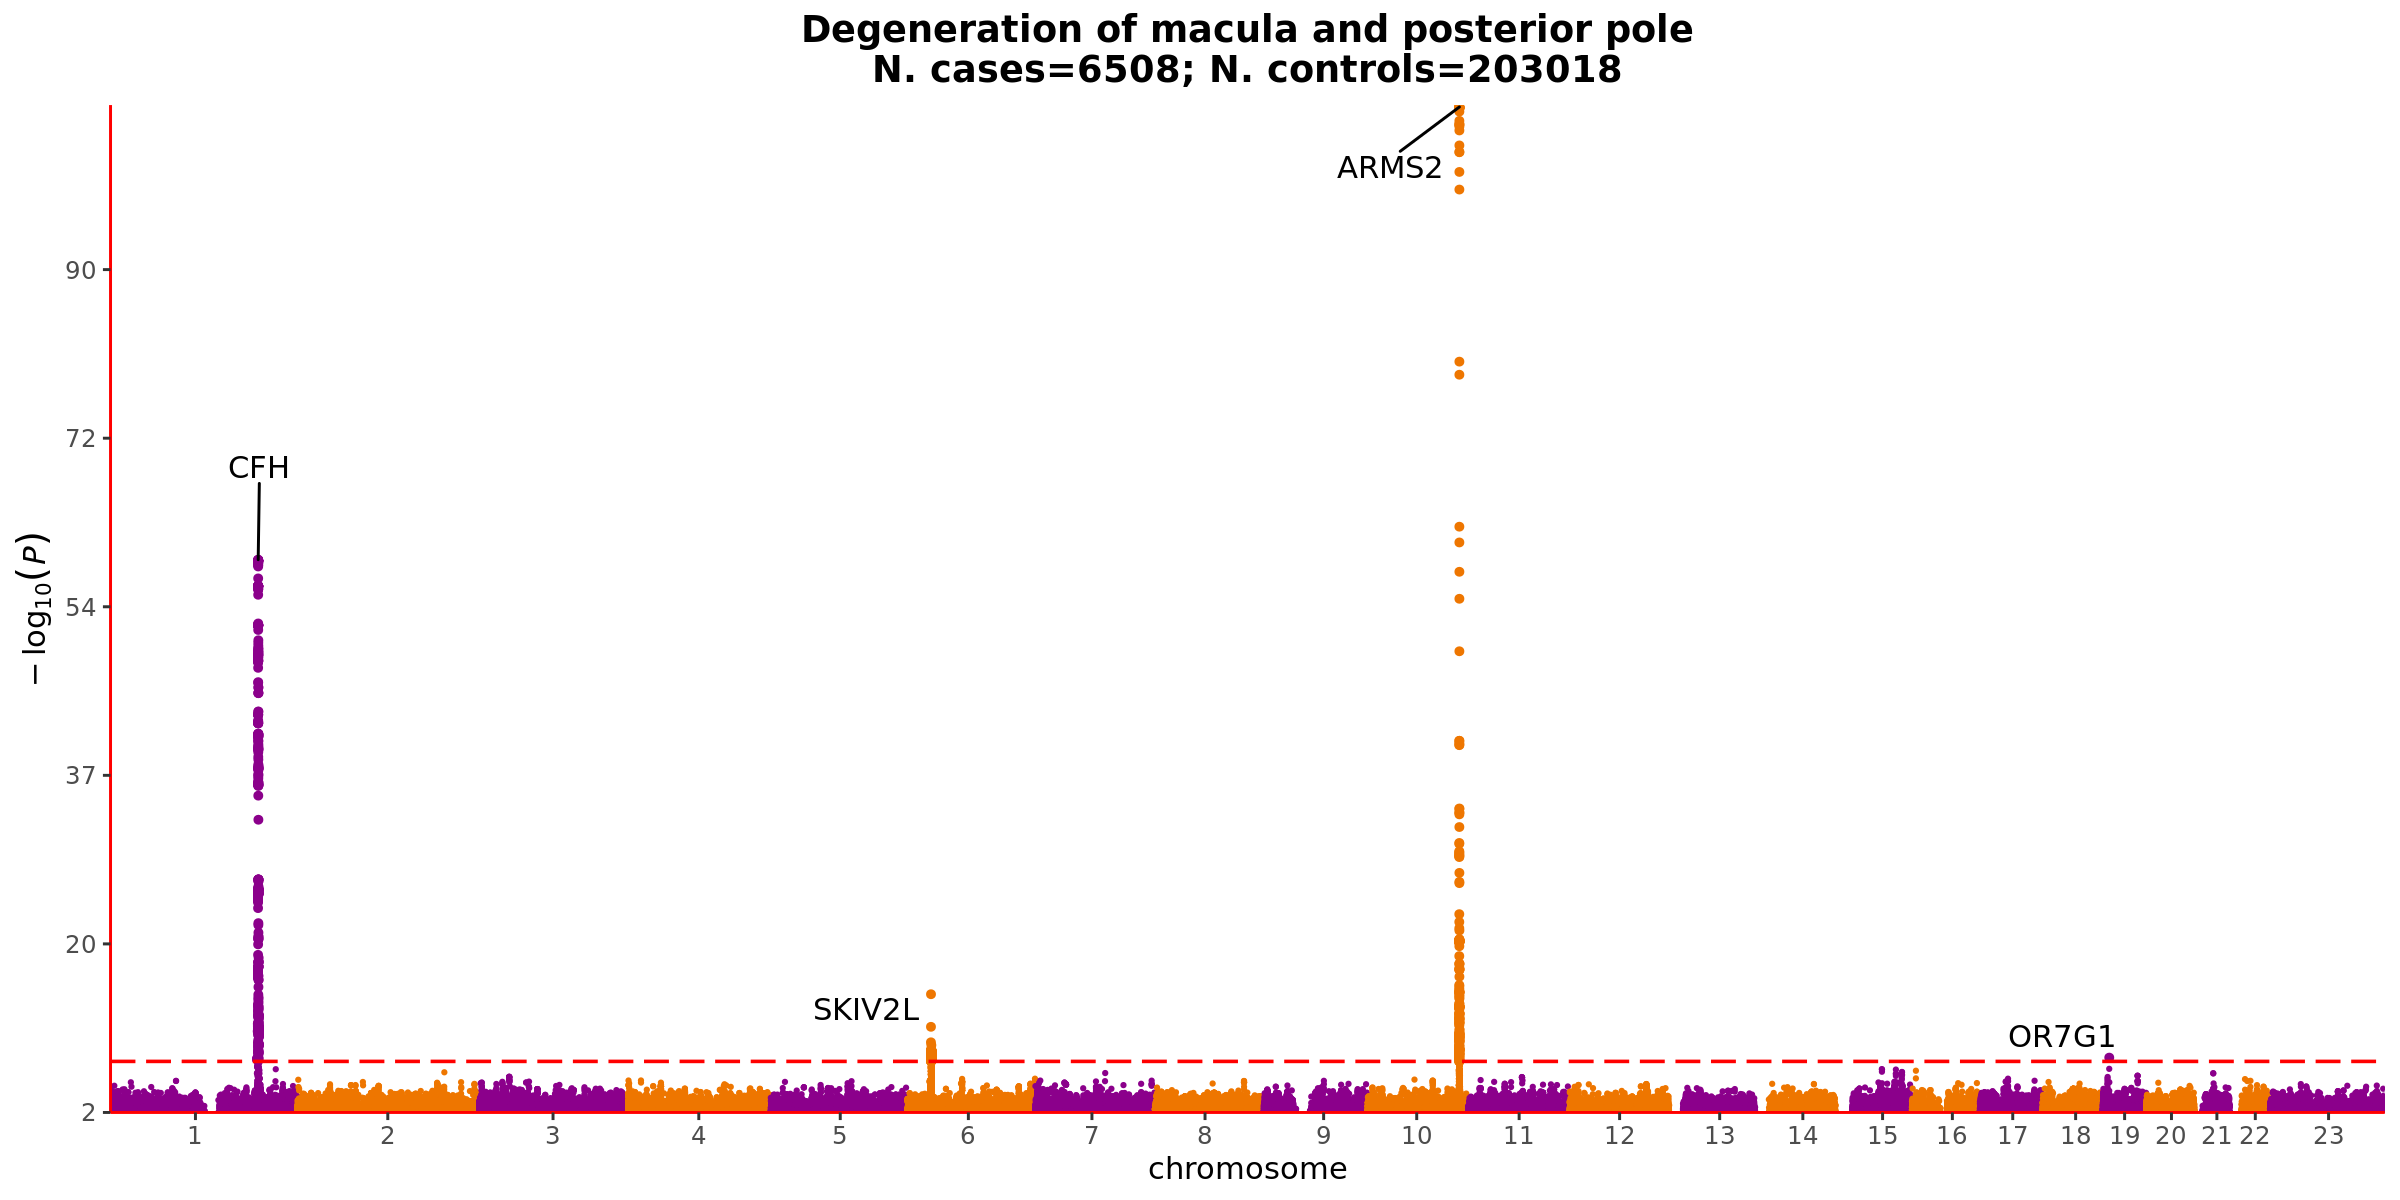 Degeneration of macula and posterior pole
N. cases=6508; N. controls=203018
ARMS2
90
72
CFH
− log10(P)
54
37
20
SKIV2L
OR7G1
2
1 2 3 4 5 6 7 8 9 10 11 12 13 14 15 16 17 18 19 20 21 22 23
chromosome